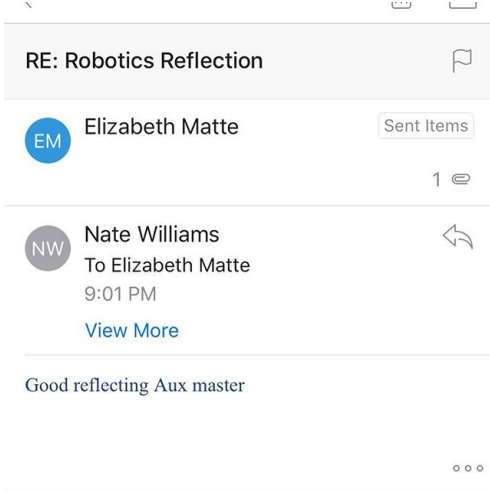 RE: Robotics Reflection
EM
Elizabeth Matte
Sent Items
1
NW
Nate Williams
To Elizabeth Matte
9:01 PM
View More
Good reflecting Aux master